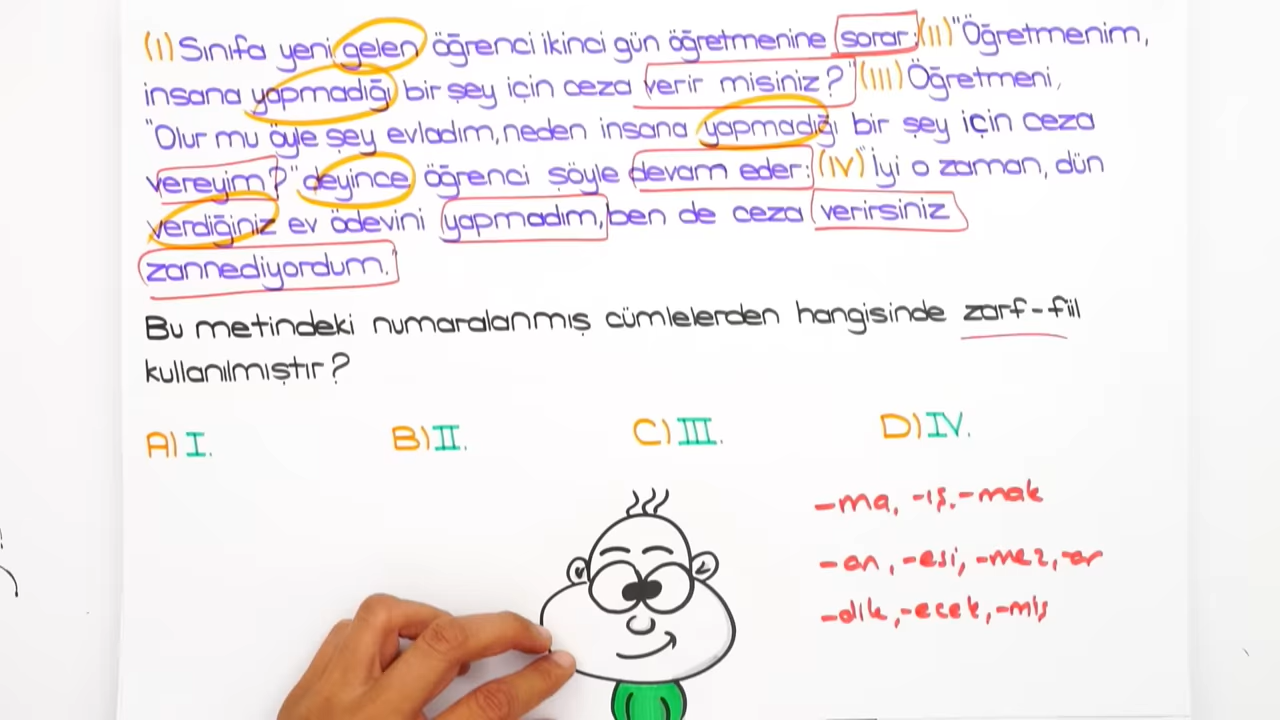 (I) Sınıfa yeni gelen öğrenci ikinci gün öğretmenine sorar: (II) "Öğretmenim,
insana yapmadığı bir şey için ceza verir misiniz?" (III) Öğretmeni,
"Olur mu öyle şey evladım, neden insana yapmadığı bir şey için ceza
vereyim?" deyince öğrenci şöyle devam eder: (IV) "İyi o zaman, dün
verdiğiniz ev ödevini yapmadım, ben de ceza verirsiniz
zannediyordum."
Bu metindeki numaralanmış cümlelerden hangisinde zarf-fiil
kullanılmıştır?
A) I. B) II. C) III. D) IV.
-ma, -ış, -mak
-an, -esi, -mez, -ar
-dik, -ecek, -miş